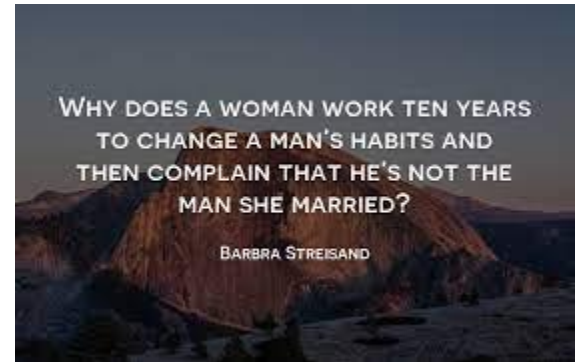 WHY DOES A WOMAN WORK TEN YEARS
TO CHANGE A MAN'S HABITS AND
THEN COMPLAIN THAT HE'S NOT THE
MAN SHE MARRIED?
BARBRA STREISAND